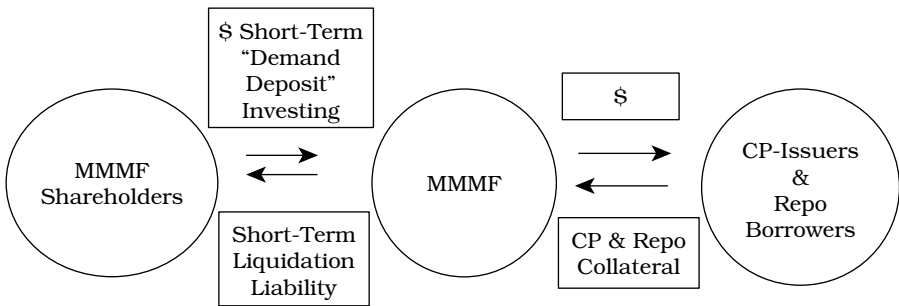 $ Short-Term
“Demand
Deposit”
Investing
MMMF
Shareholders
Short-Term
Liquidation
Liability
MMMF
$
CP & Repo
Collateral
CP-Issuers
&
Repo
Borrowers